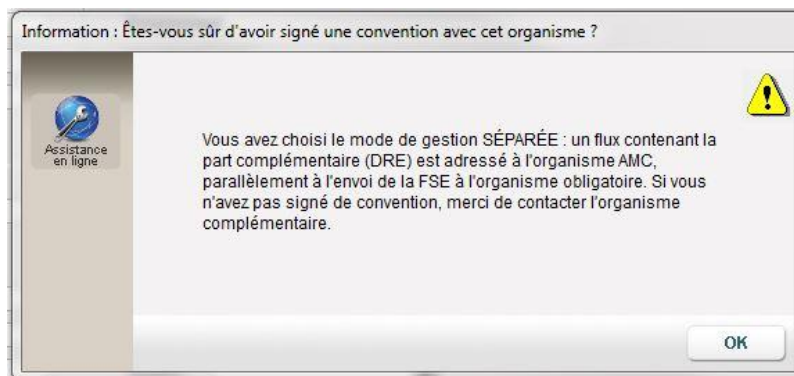 Information : Êtes-vous sûr d'avoir signé une convention avec cet organisme ?
Assistance
en ligne
Vous avez choisi le mode de gestion SÉPARÉE : un flux contenant la
part complémentaire (DRE) est adressé à l'organisme AMC,
parallèlement à l'envoi de la FSE à l'organisme obligatoire. Si vous
n'avez pas signé de convention, merci de contacter l'organisme
complémentaire.
OK